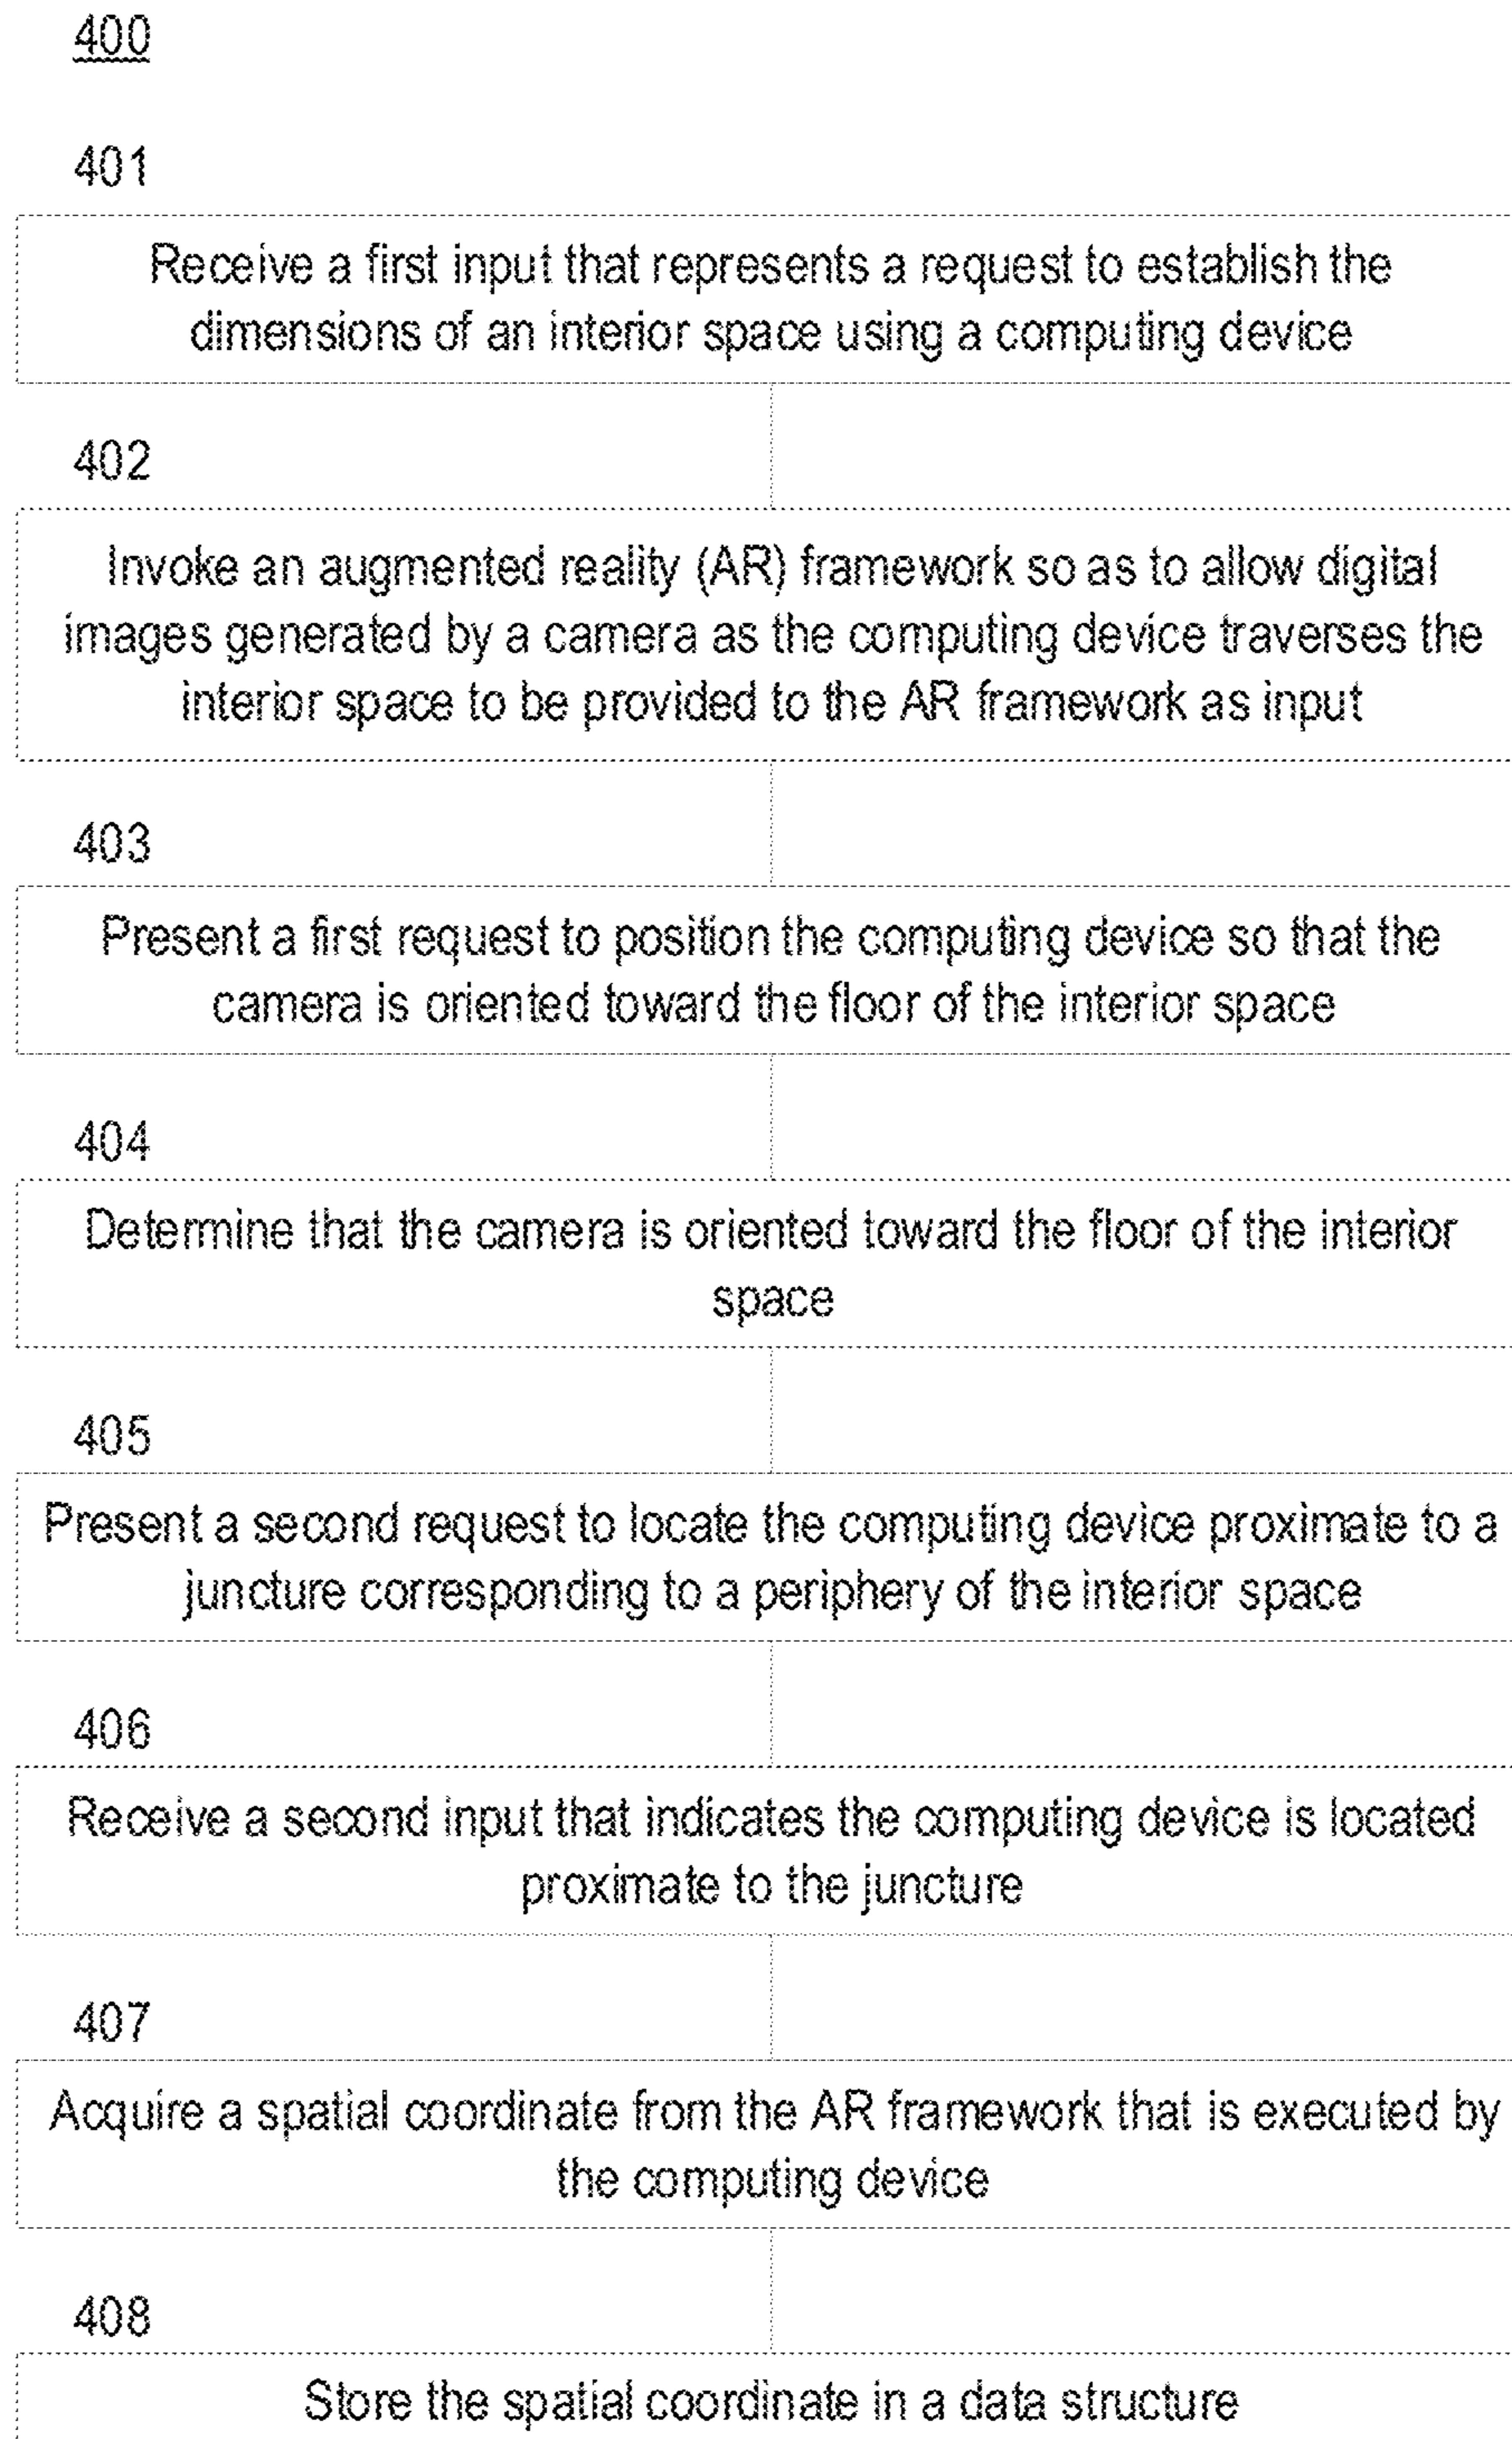 400
401
Receive a first input that represents a request to establish the
dimensions of an interior space using a computing device
402
Invoke an augmented reality (AR) framework so as to allow digital
images generated by a camera as the computing device traverses the
interior space to be provided to the AR framework as input
403
Present a first request to position the computing device so that the
camera is oriented toward the floor of the interior space
404
Determine that the camera is oriented toward the floor of the interior
space
405
Present a second request to locate the computing device proximate to a
juncture corresponding to a periphery of the interior space
406
Receive a second input that indicates the computing device is located
proximate to the juncture
407
Acquire a spatial coordinate from the AR framework that is executed by
the computing device
408
Store the spatial coordinate in a data structure